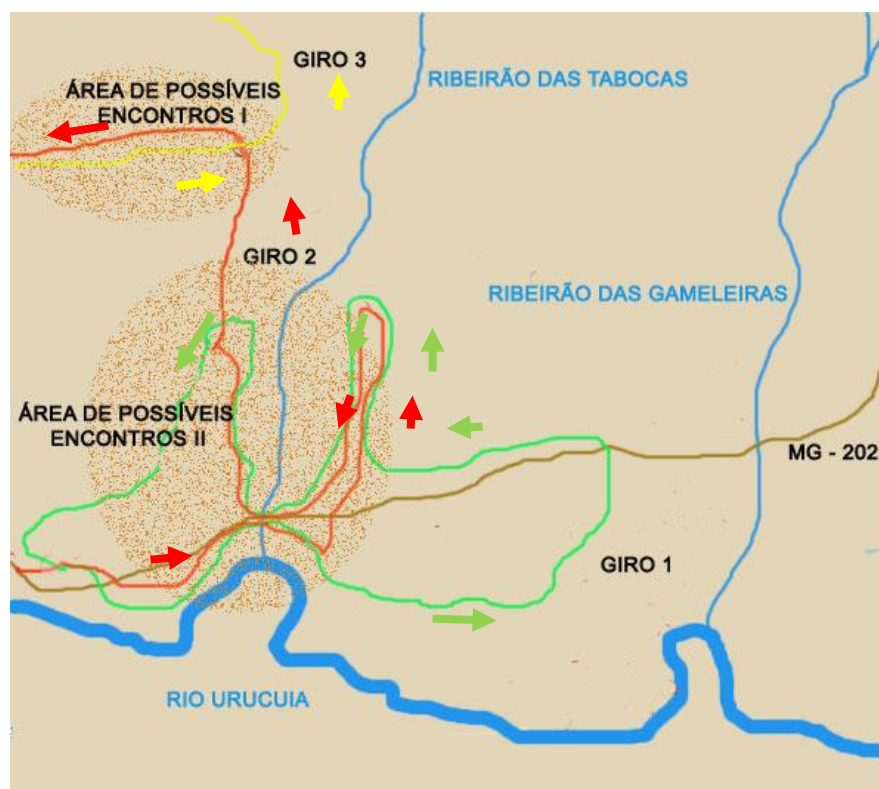 GIRO 3
RIBEIRÃO DAS TABOCAS
ÁREA DE POSSÍVEIS
ENCONTROS I
GIRO 2
RIBEIRÃO DAS GAMELEIRAS
ÁREA DE POSSÍVEIS
ENCONTROS II
MG - 202
GIRO 1
RIO URUCUIA